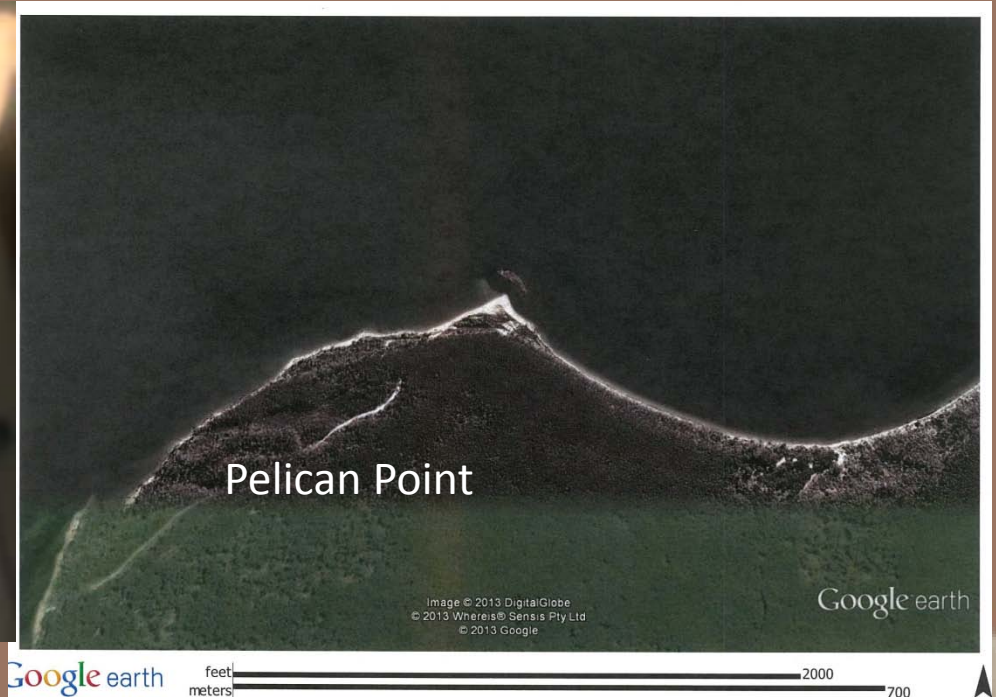 Pelican Point
Image © 2013 DigitalGlobe
© 2013 Whereis® Sensis Pty Ltd
© 2013 Google
Google earth
Google earth
feet 2000
meters 700